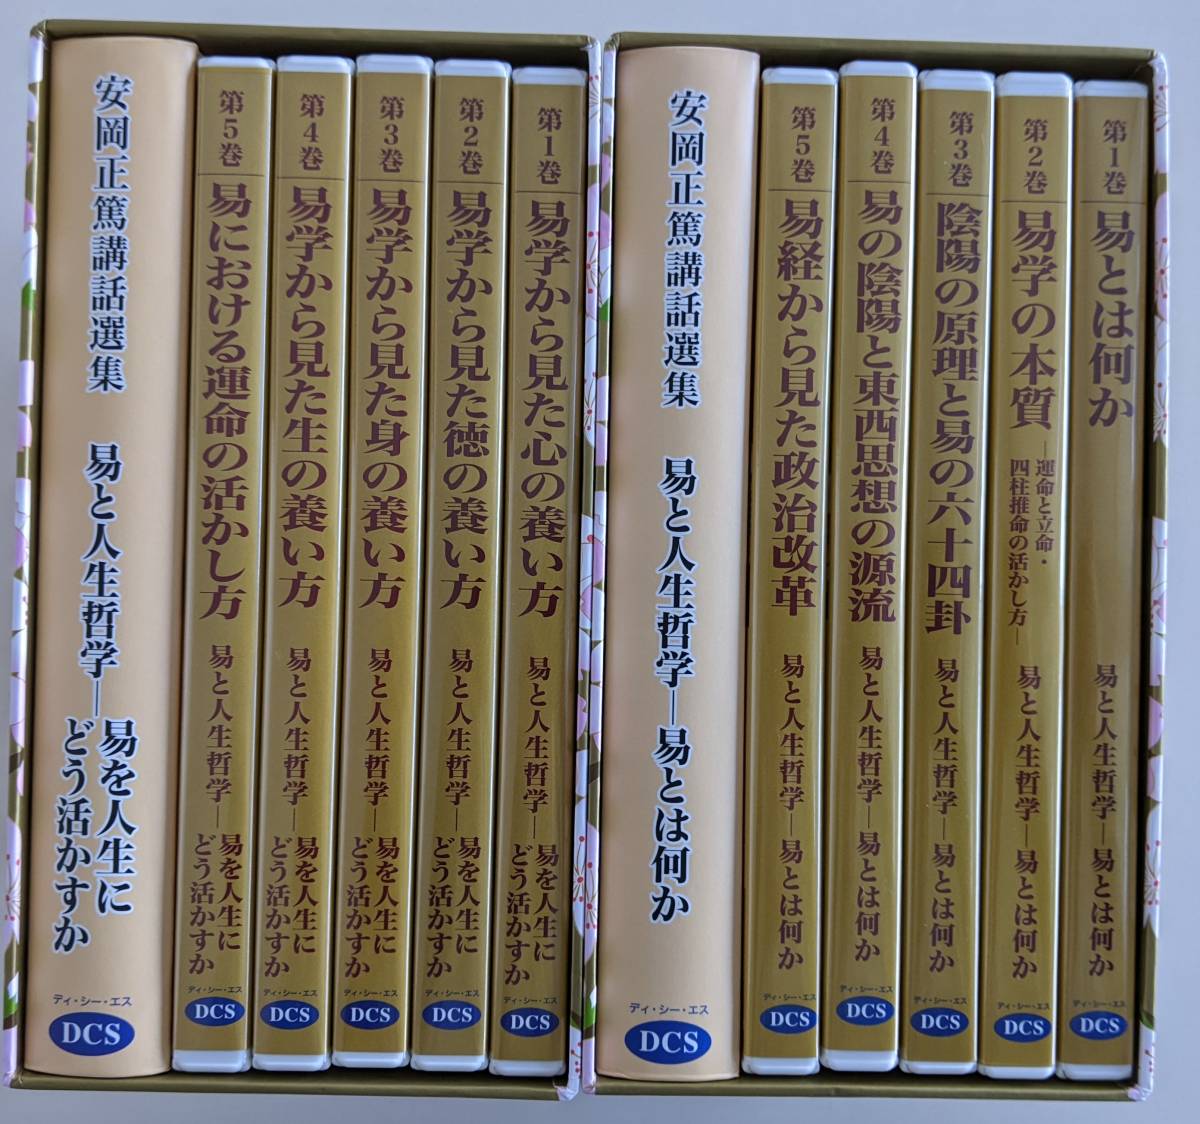 安岡正篤講話選集 易と人生哲学―易を人生にどう活かすか
ディ・シー・エス
DCS
第5巻
易における運命の活かし方
易と人生哲学―易を人生にどう活かすか
ディ・シー・エス
DCS
第4巻
易学から見た生の養い方
易と人生哲学―易を人生にどう活かすか
ディ・シー・エス
DCS
第3巻
易学から見た身の養い方
易と人生哲学―易を人生にどう活かすか
ディ・シー・エス
DCS
第2巻
易学から見た徳の養い方
易と人生哲学―易を人生にどう活かすか
ディ・シー・エス
DCS
第1巻
易学から見た心の養い方
易と人生哲学―易を人生にどう活かすか
ディ・シー・エス
DCS
安岡正篤講話選集 易と人生哲学―易とは何か
ディ・シー・エス
DCS
第5巻
易経から見た政治改革
易と人生哲学―易とは何か
ディ・シー・エス
DCS
第4巻
易の陰陽と東西思想の源流
易と人生哲学―易とは何か
ディ・シー・エス
DCS
第3巻
陰陽の原理と易の六十四卦
易と人生哲学―易とは何か
ディ・シー・エス
DCS
第2巻
易学の本質
―運命と立命・
四柱推命の活かし方―
易と人生哲学―易とは何か
ディ・シー・エス
DCS
第1巻
易とは何か
易と人生哲学―易とは何か
ディ・シー・エス
DCS